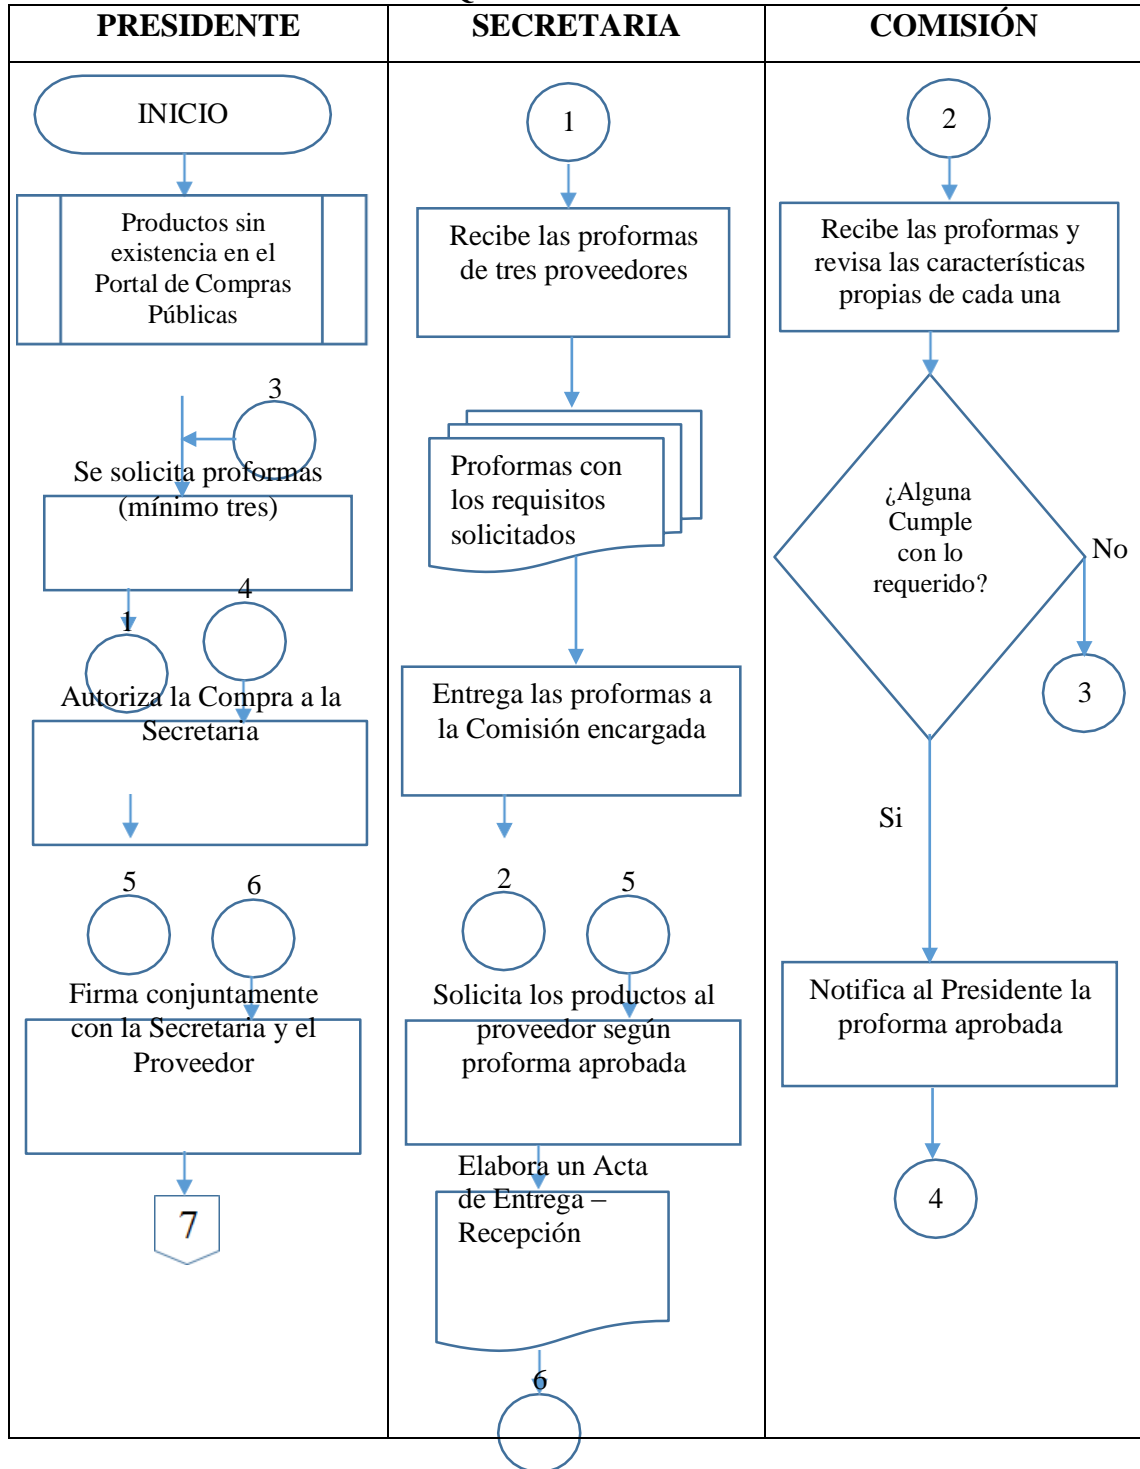 PRESIDENTE
SECRETARIA
COMISIÓN
INICIO
Productos sin
existencia en el
Portal de Compras
Públicas
3
Se solicita proformas
(mínimo tres)
4
1
Autoriza la Compra a la
Secretaria
5
6
Firma conjuntamente
con la Secretaria y el
Proveedor
7
1
Recibe las proformas
de tres proveedores
Proformas con
los requisitos
solicitados
Entrega las proformas a
la Comisión encargada
2
5
Solicita los productos al
proveedor según
proforma aprobada
Elabora un Acta
de Entrega –
Recepción
6
2
Recibe las proformas y
revisa las características
propias de cada una
¿Alguna
Cumple
con lo
requerido?
No
3
Si
Notifica al Presidente la
proforma aprobada
4